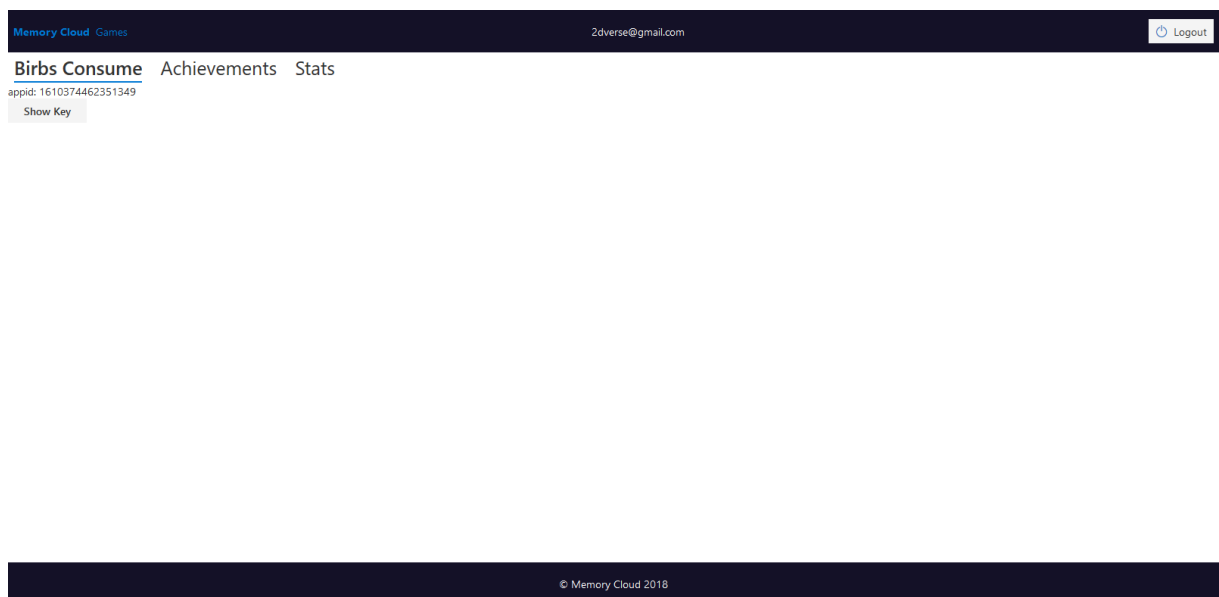 Memory Cloud Games 2dverse@gmail.com Logout
Birbs Consume Achievements Stats
appid: 1610374462351349
Show Key
© Memory Cloud 2018